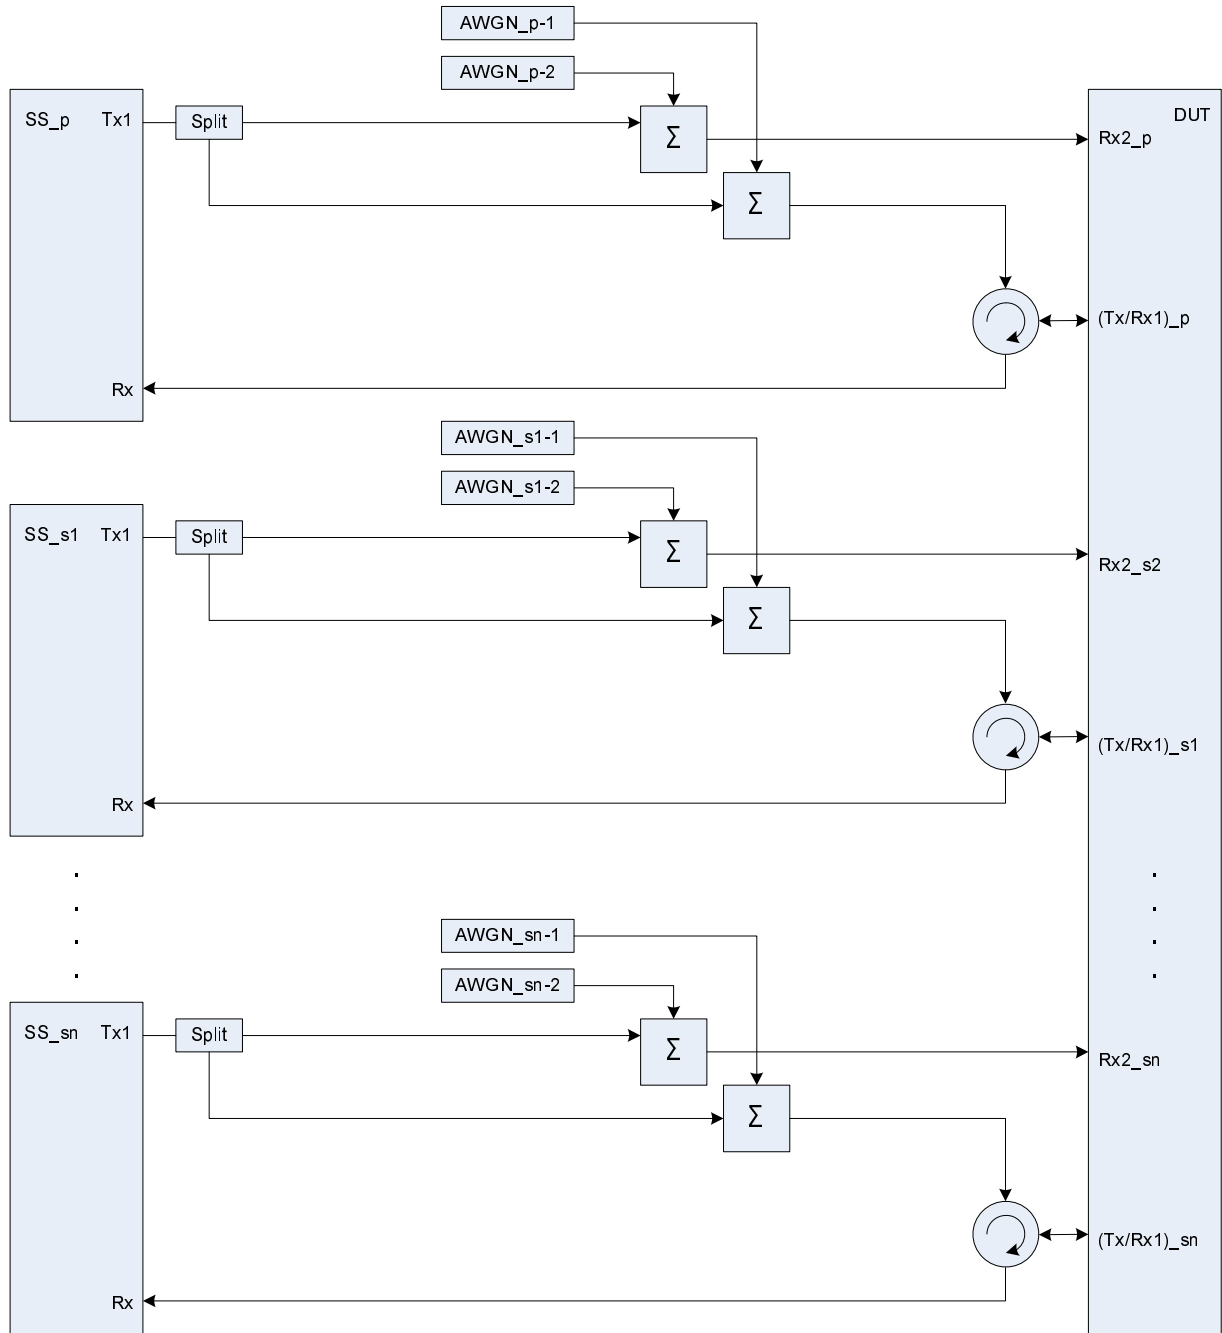 AWGN_p-1
AWGN_p-2
SS_p Tx1
Split
Σ
Rx2_p
DUT
Σ
(Tx/Rx1)_p
Rx
AWGN_s1-1
AWGN_s1-2
SS_s1 Tx1
Split
Σ
Rx2_s2
Σ
(Tx/Rx1)_s1
Rx
AWGN_sn-1
AWGN_sn-2
SS_sn Tx1
Split
Σ
Rx2_sn
Σ
(Tx/Rx1)_sn
Rx